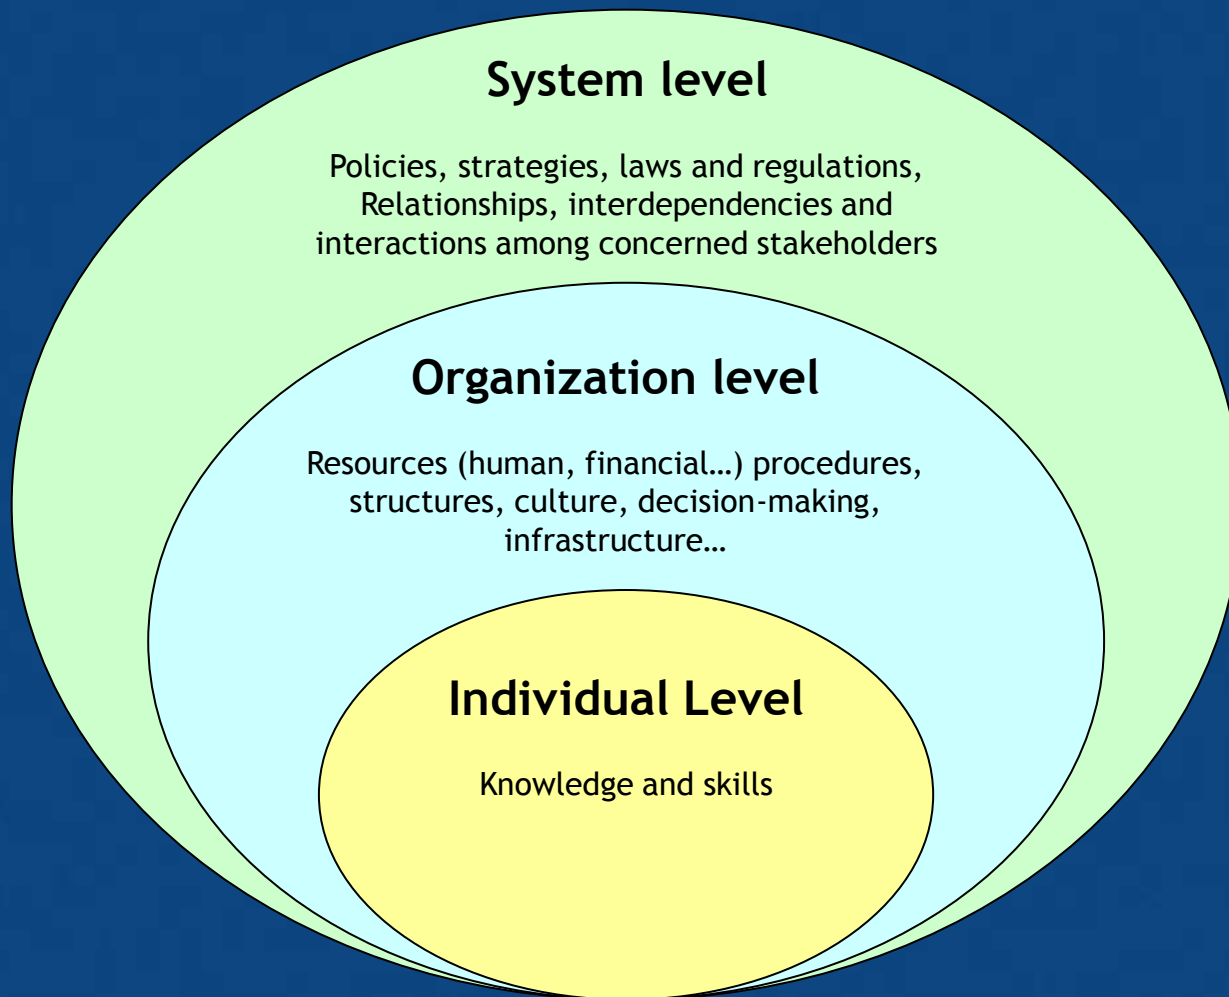 System level
Policies, strategies, laws and regulations,
Relationships, interdependencies and
interactions among concerned stakeholders
Organization level
Resources (human, financial…) procedures,
structures, culture, decision-making,
infrastructure…
Individual Level
Knowledge and skills